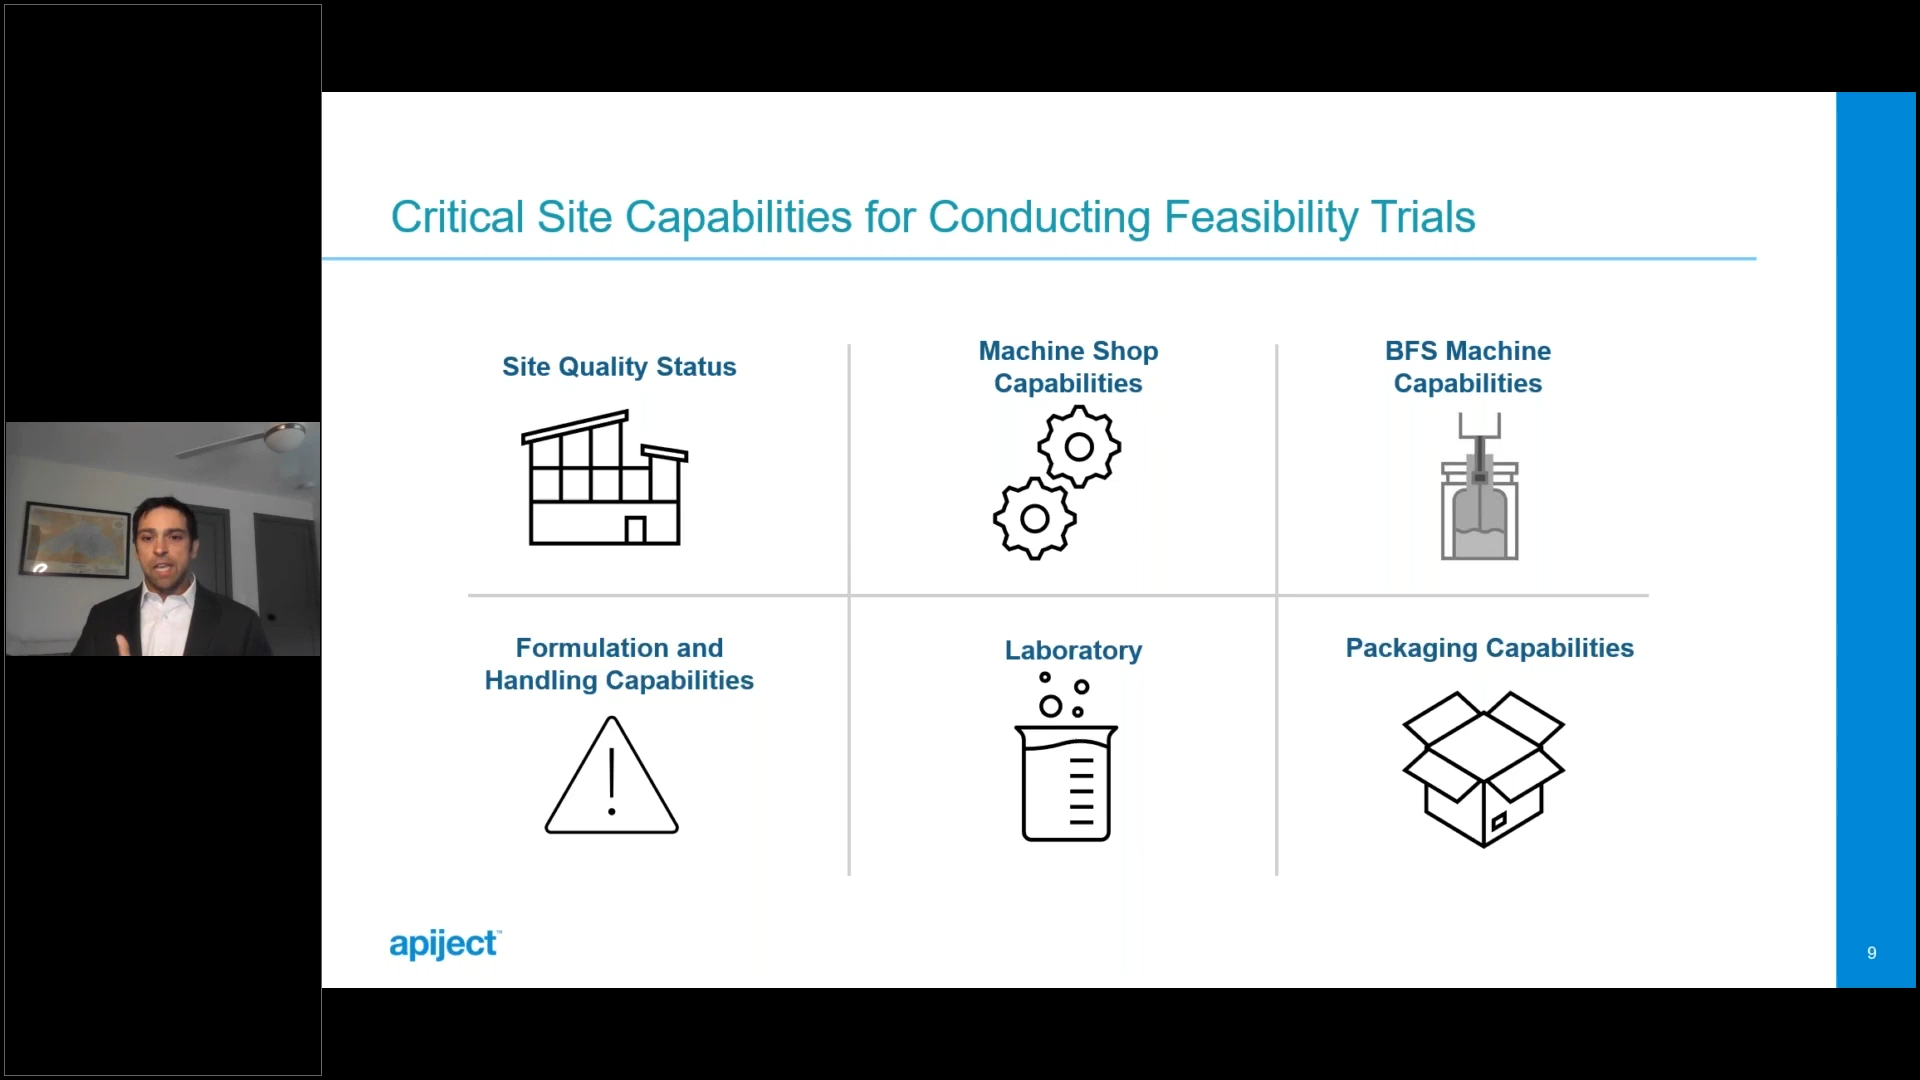 Critical Site Capabilities for Conducting Feasibility Trials
Site Quality Status
Machine Shop
Capabilities
BFS Machine
Capabilities
Formulation and
Handling Capabilities
Laboratory
Packaging Capabilities
apiject™
9